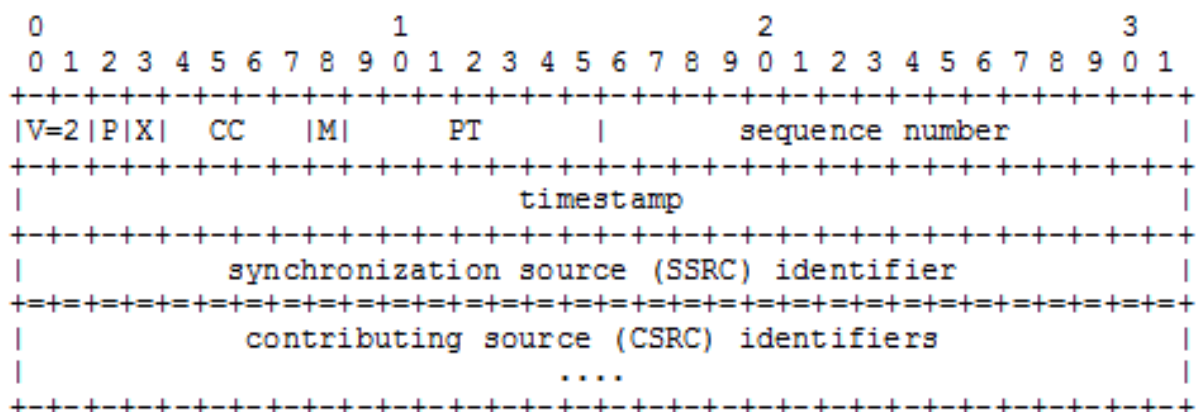 0                   1                   2                   3
0 1 2 3 4 5 6 7 8 9 0 1 2 3 4 5 6 7 8 9 0 1 2 3 4 5 6 7 8 9 0 1
+-+-+-+-+-+-+-+-+-+-+-+-+-+-+-+-+-+-+-+-+-+-+-+-+-+-+-+-+-+-+-+-+
|V=2|P|X|  CC   |M|     PT      |       sequence number         |
+-+-+-+-+-+-+-+-+-+-+-+-+-+-+-+-+-+-+-+-+-+-+-+-+-+-+-+-+-+-+-+-+
|                           timestamp                           |
+-+-+-+-+-+-+-+-+-+-+-+-+-+-+-+-+-+-+-+-+-+-+-+-+-+-+-+-+-+-+-+-+
|           synchronization source (SSRC) identifier            |
+=+=+=+=+=+=+=+=+=+=+=+=+=+=+=+=+=+=+=+=+=+=+=+=+=+=+=+=+=+=+=+=+
|            contributing source (CSRC) identifiers             |
|                             ....                              |
+-+-+-+-+-+-+-+-+-+-+-+-+-+-+-+-+-+-+-+-+-+-+-+-+-+-+-+-+-+-+-+-+